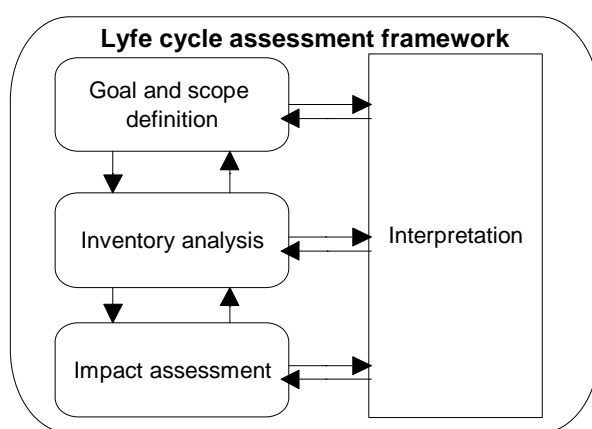 Lyfe cycle assessment framework
Goal and scope
definition
Inventory analysis
Interpretation
Impact assessment